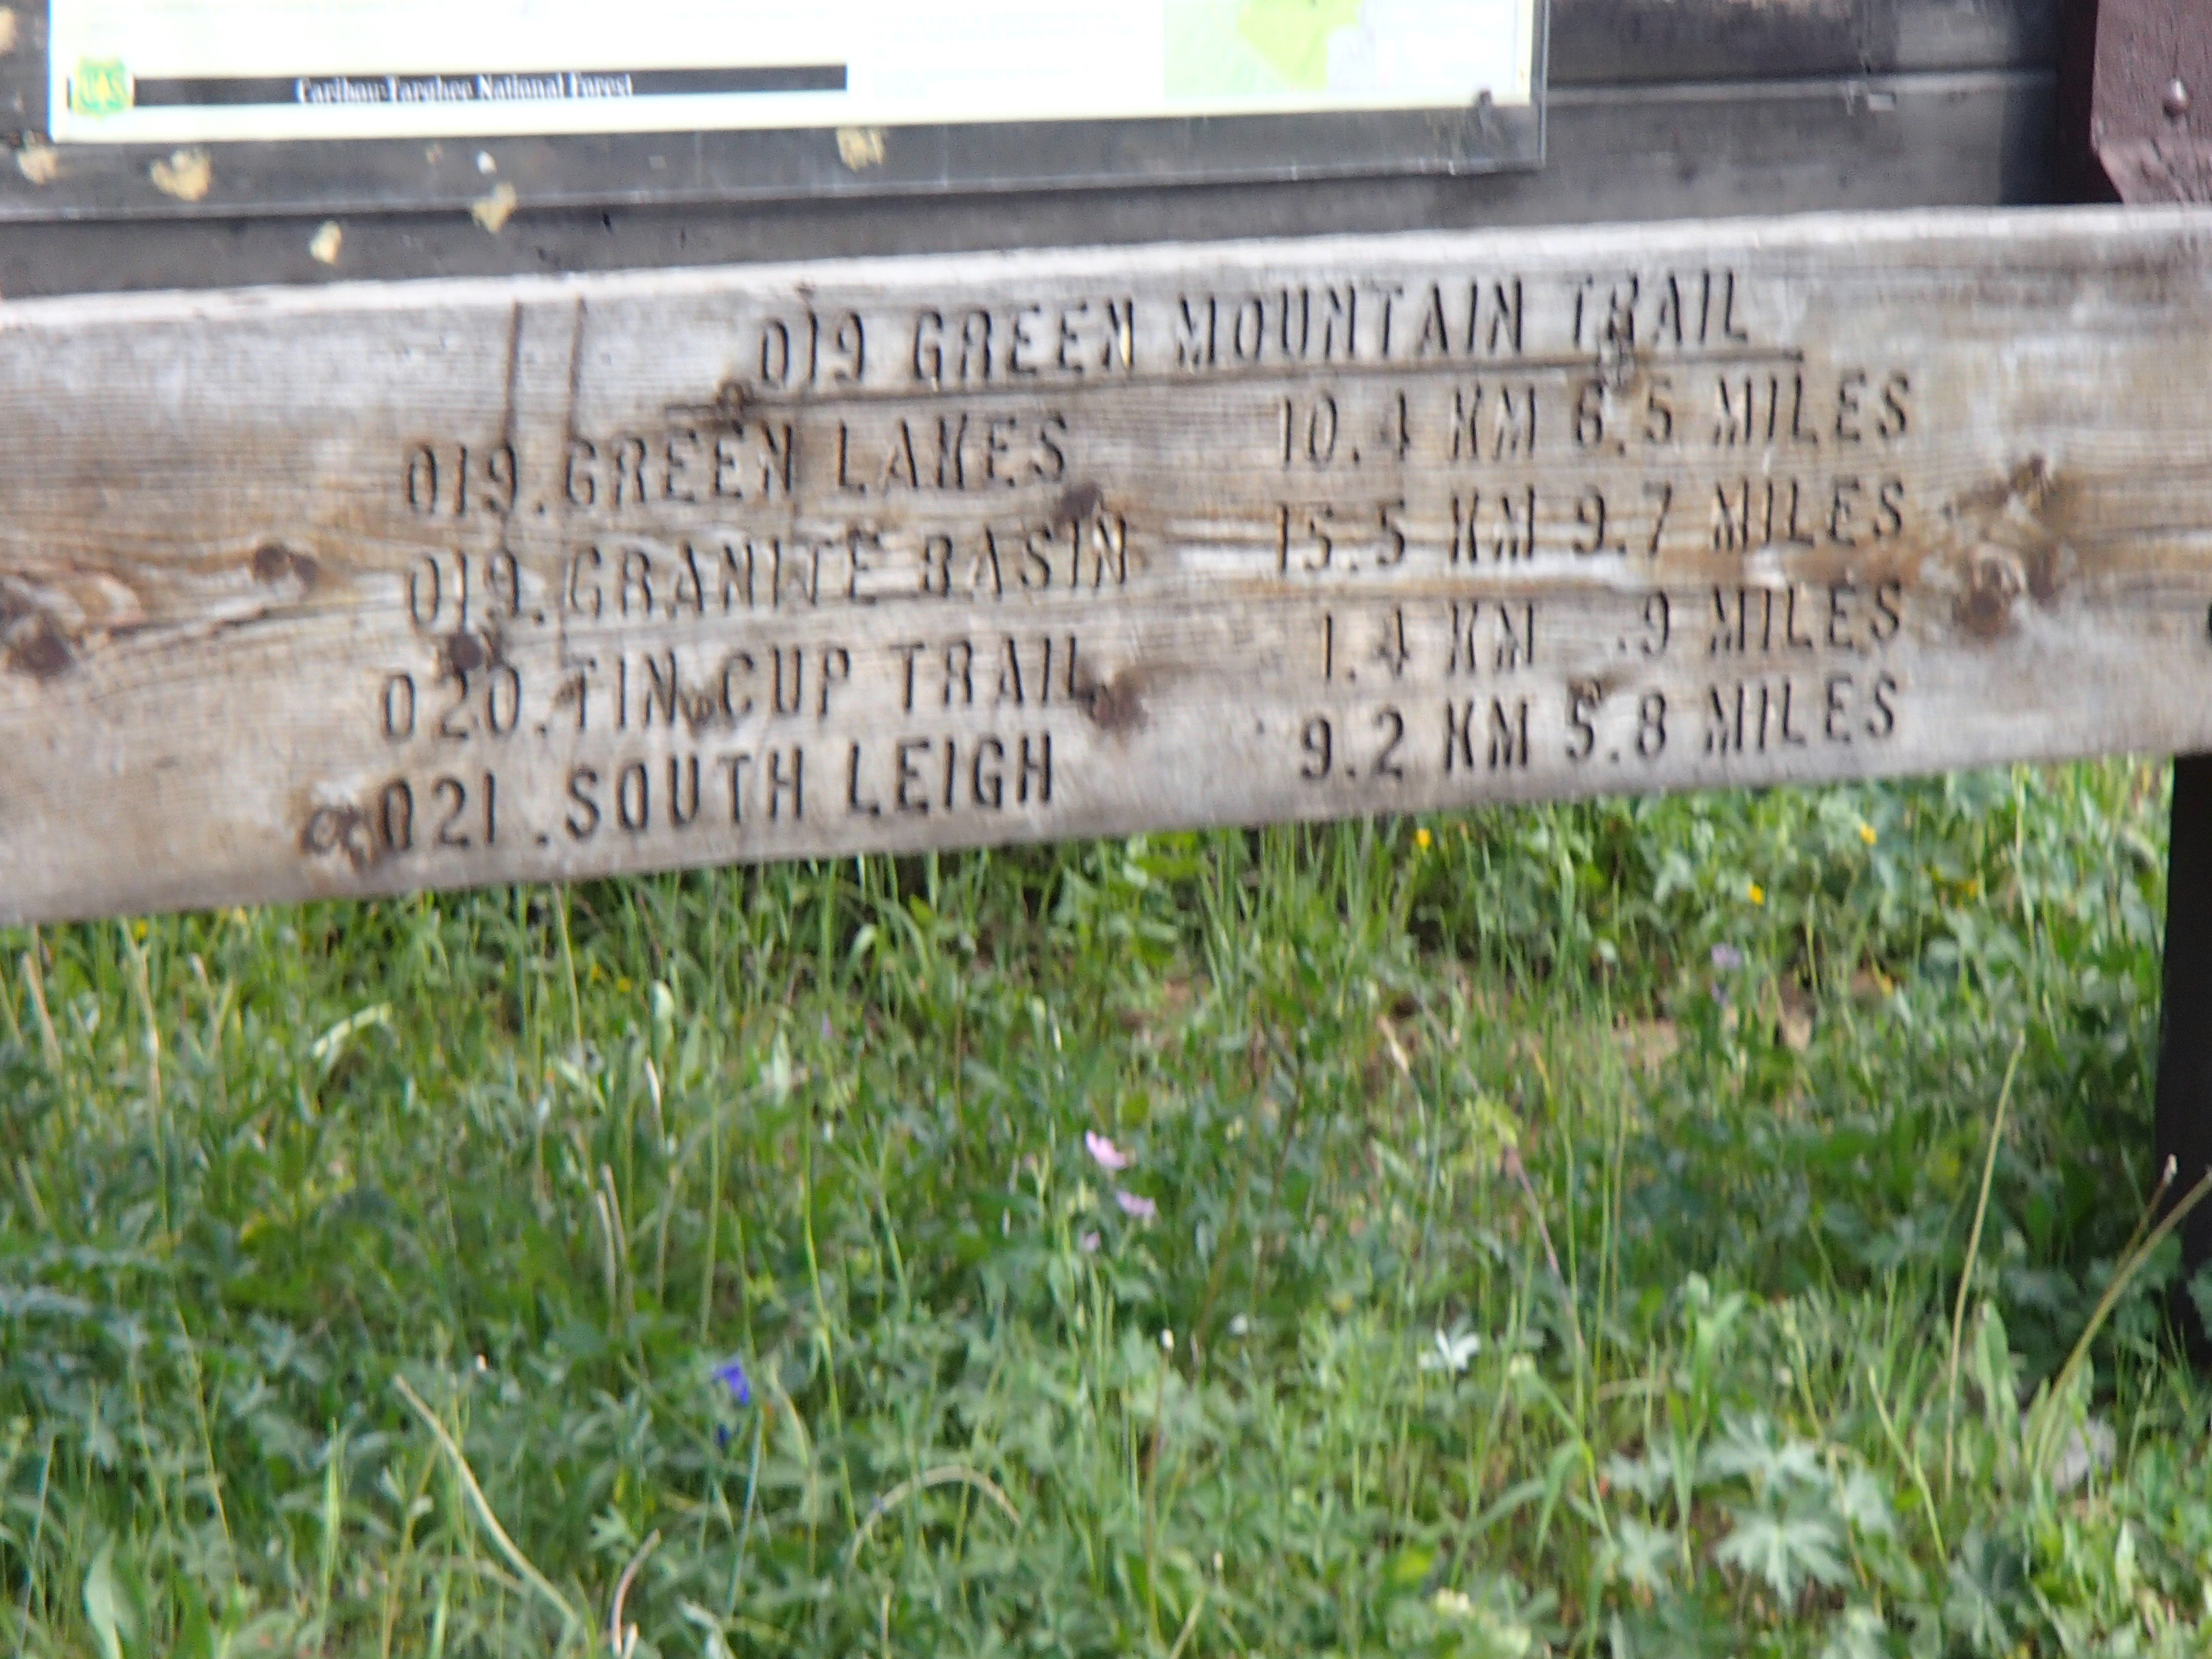 UAS
Caribou-Targhee National Forest
019 GREEN MOUNTAIN TRAIL
019. GREEN LAKES 10.4 KM 6.5 MILES
019. GRANITE BASIN 15.5 KM 9.7 MILES
020. TIN CUP TRAIL 1.4 KM .9 MILES
021. SOUTH LEIGH 9.2 KM 5.8 MILES